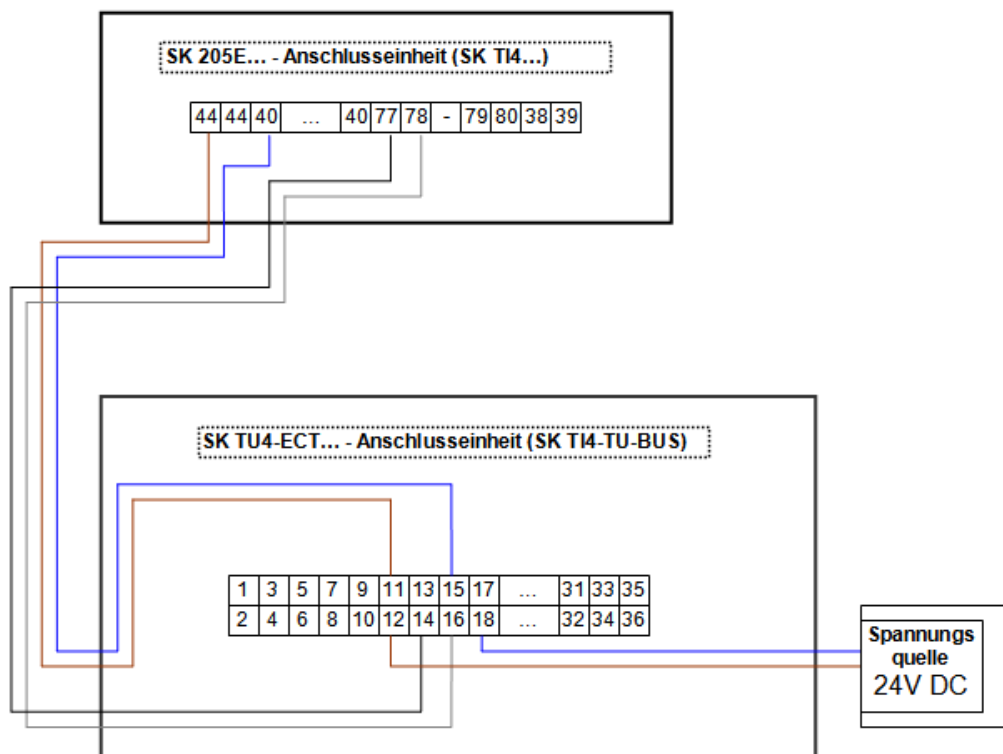 SK 205E... - Anschlusseinheit (SK TI4...)
44 44 40 ... 40 77 78 - 79 80 38 39
SK TU4-ECT... - Anschlusseinheit (SK TI4-TU-BUS)
1 3 5 7 9 11 13 15 17 ... 31 33 35
2 4 6 8 10 12 14 16 18 ... 32 34 36
Spannungs
quelle
24V DC